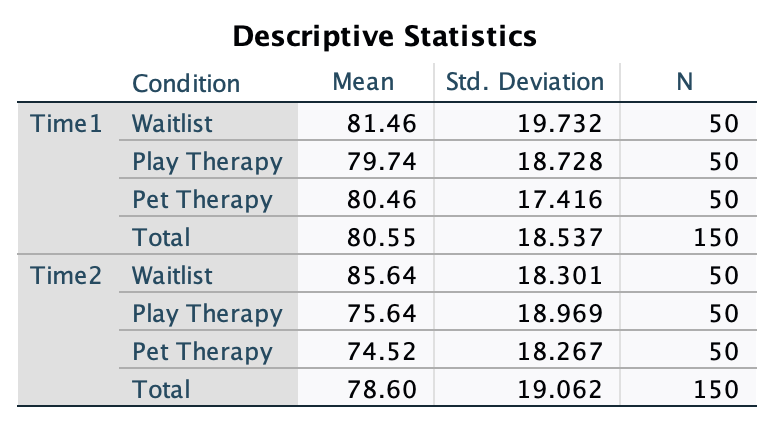 Descriptive Statistics
Condition Mean Std. Deviation N
Time1 Waitlist 81.46 19.732 50
Play Therapy 79.74 18.728 50
Pet Therapy 80.46 17.416 50
Total 80.55 18.537 150
Time2 Waitlist 85.64 18.301 50
Play Therapy 75.64 18.969 50
Pet Therapy 74.52 18.267 50
Total 78.60 19.062 150